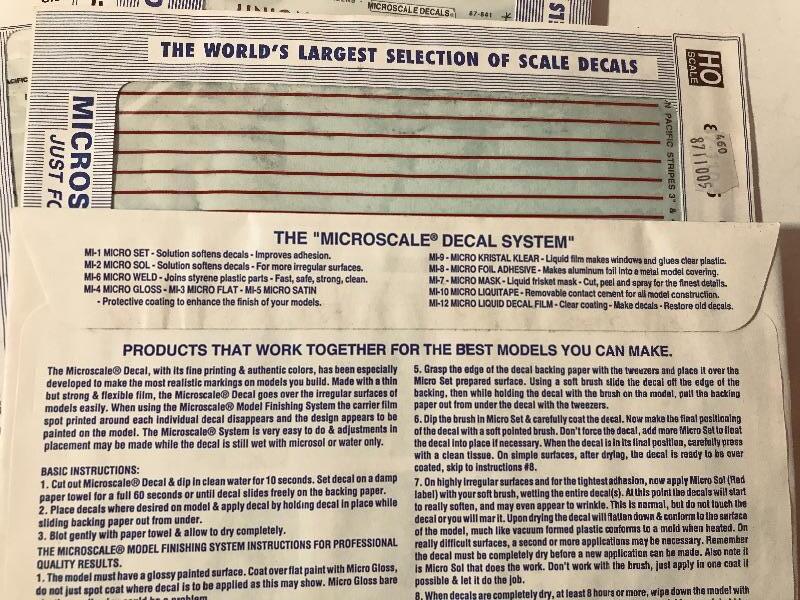 MICROSCALE DECALS
87-841
THE WORLD'S LARGEST SELECTION OF SCALE DECALS
HO
SCALE
MICROS
JUST FO
PACIFIC STRIPES 3" &
THE "MICROSCALE® DECAL SYSTEM"
MI-1 MICRO SET - Solution softens decals - Improves adhesion.
MI-2 MICRO SOL - Solution softens decals - For more irregular surfaces.
MI-6 MICRO WELD - Joins styrene plastic parts - Fast, safe, strong, clean.
MI-4 MICRO GLOSS - MI-3 MICRO FLAT - MI-5 MICRO SATIN
- Protective coating to enhance the finish of your models.
MI-9 - MICRO KRISTAL KLEAR - Liquid film makes windows and glues clear plastic.
MI-8 - MICRO FOIL ADHESIVE - Makes aluminum foil into a metal model covering.
MI-7 - MICRO MASK - Liquid frisket mask - Cut, peel and spray for the finest details.
MI-10 - MICRO LIQUITAPE - Removable contact cement for all model construction.
MI-12 - MICRO LIQUID DECAL FILM - Clear coating - Make decals - Restore old decals.
PRODUCTS THAT WORK TOGETHER FOR THE BEST MODELS YOU CAN MAKE.
The Microscale® Decal, with its fine printing & authentic colors, has been especially
developed to make the most realistic markings on models you build. Made with a thin
but strong & flexible film, the Microscale® Decal goes over the irregular surfaces of
models easily. When using the Microscale® Model Finishing System the carrier film
spot printed around each individual decal disappears and the design appears to be
painted on the model. The Microscale® System is very easy to do & adjustments in
placement may be made while the decal is still wet with microsol or water only.
BASIC INSTRUCTIONS:
1. Cut out Microscale® Decal & dip in clean water for 10 seconds. Set decal on a damp
paper towel for a full 60 seconds or until decal slides freely on the backing paper.
2. Place decals where desired on model & apply decal by holding decal in place while
sliding backing paper out from under.
3. Blot gently with paper towel & allow to dry completely.
THE MICROSCALE® MODEL FINISHING SYSTEM INSTRUCTIONS FOR PROFESSIONAL
QUALITY RESULTS.
1. The model must have a glossy painted surface. Coat over flat paint with Micro Gloss,
do not just spot coat where decal is to be applied as this may show. Micro Gloss bare
5. Grasp the edge of the decal backing paper with the tweezers and place it over the
Micro Set prepared surface. Using a soft brush slide the decal off the edge of the
backing, then while holding the decal with the brush on the model, pull the backing
paper out from under the decal with the tweezers.
6. Dip the brush in Micro Set & carefully coat the decal. Now make the final positioning
of the decal with a soft pointed brush. Don't force the decal, add more Micro Set to float
the decal into place if necessary. When the decal is in its final position, carefully press
with a clean tissue. On simple surfaces, after drying, the decal is ready to be over
coated, skip to instructions #8.
7. On highly irregular surfaces and for the tightest adhesion, now apply Micro Sol (Red
label) with your soft brush, wetting the entire decal(s). At this point the decals will start
to really soften, and may even appear to wrinkle. This is normal, but do not touch the
decal or you will mar it. Upon drying the decal will flatten down & conform to the surface
of the model, much like vacuum formed plastic conforms to a mold when heated. On
really difficult surfaces, a second or more applications may be necessary. Remember
the decal must be completely dry before a new application can be made. Also note it
is Micro Sol that does the work. Don't work with the brush, just apply in one coat if
possible & let it do the job.
8. When decals are completely dry, at least 8 hours or more, wipe down the model with